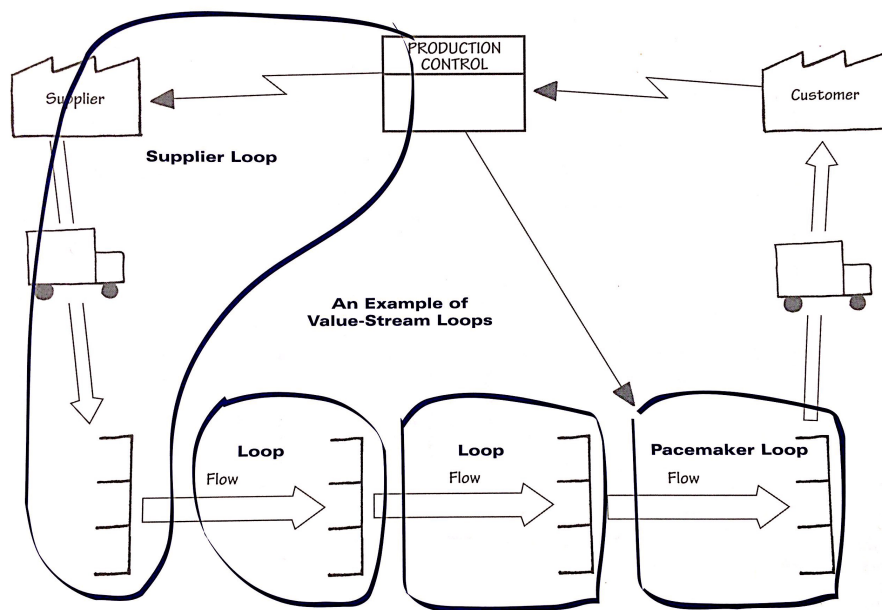 PRODUCTION
CONTROL
Supplier
Customer
Supplier Loop
An Example of
Value-Stream Loops
Loop
Loop
Pacemaker Loop
Flow
Flow
Flow